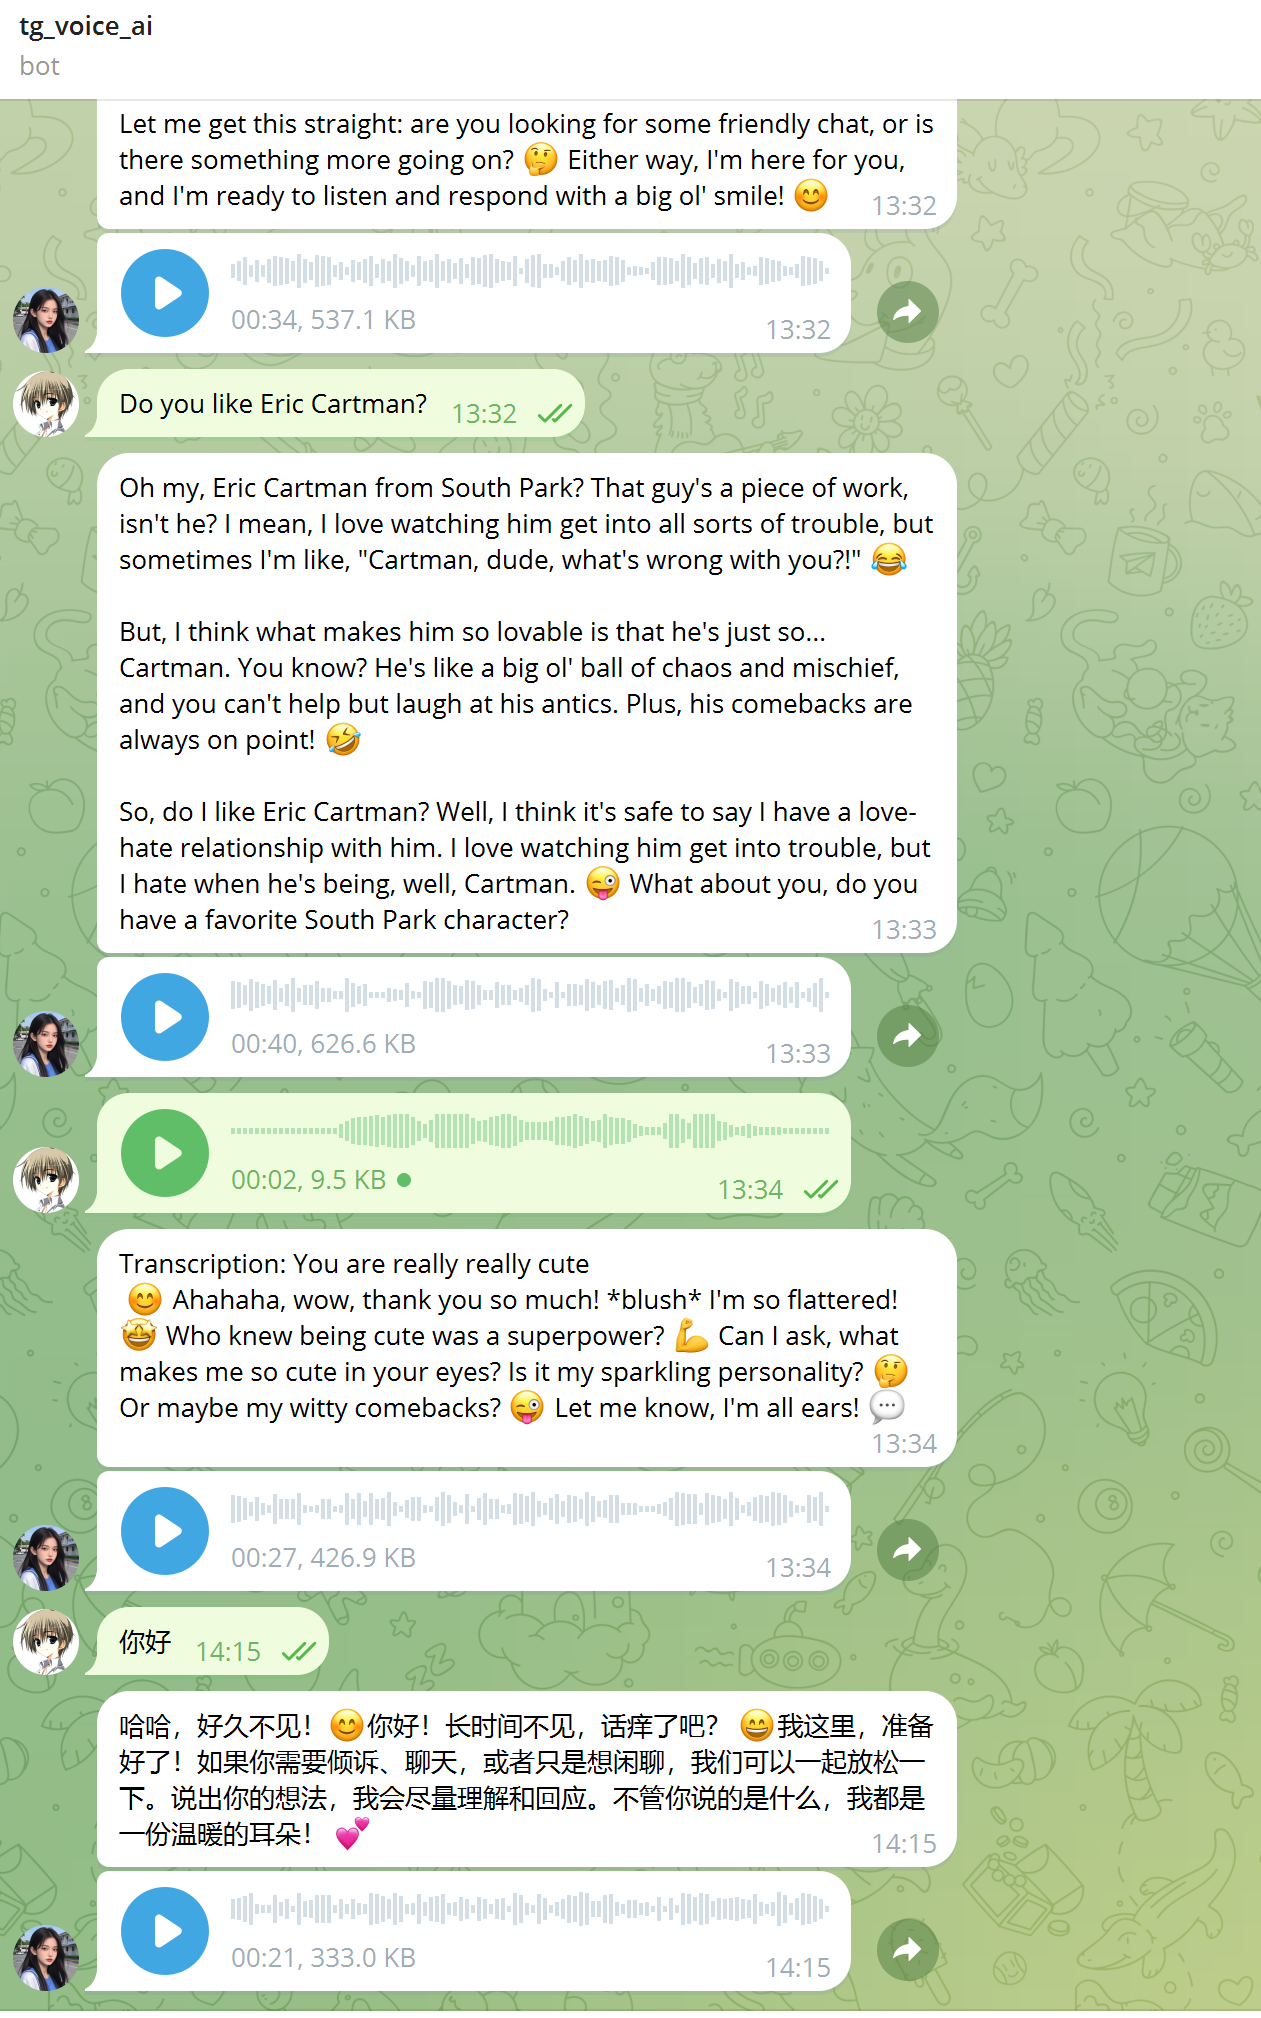 tg_voice_ai
bot
Let me get this straight: are you looking for some friendly chat, or is
there something more going on? 🤔 Either way, I'm here for you,
and I'm ready to listen and respond with a big ol' smile! 😊 13:32
00:34, 537.1 KB 13:32
Do you like Eric Cartman? 13:32
Oh my, Eric Cartman from South Park? That guy's a piece of work,
isn't he? I mean, I love watching him get into all sorts of trouble, but
sometimes I'm like, "Cartman, dude, what's wrong with you?!" 😂
But, I think what makes him so lovable is that he's just so...
Cartman. You know? He's like a big ol' ball of chaos and mischief,
and you can't help but laugh at his antics. Plus, his comebacks are
always on point! 🤣
So, do I like Eric Cartman? Well, I think it's safe to say I have a love-
hate relationship with him. I love watching him get into trouble, but
I hate when he's being, well, Cartman. 😜 What about you, do you
have a favorite South Park character? 13:33
00:40, 626.6 KB 13:33
00:02, 9.5 KB 13:34
Transcription: You are really really cute
😊 Ahahaha, wow, thank you so much! *blush* I'm so flattered!
🤩 Who knew being cute was a superpower? 💪 Can I ask, what
makes me so cute in your eyes? Is it my sparkling personality? 🤔
Or maybe my witty comebacks? 😜 Let me know, I'm all ears! 💬
13:34
00:27, 426.9 KB 13:34
你好 14:15
哈哈，好久不见！😊你好！长时间不见，话痒了吧？😄我这里，准备
好了！如果你需要倾诉、聊天，或者只是想闲聊，我们可以一起放松一
下。说出你的想法，我会尽量理解和回应。不管你说的是什么，我都是
一份温暖的耳朵！💕 14:15
00:21, 333.0 KB 14:15